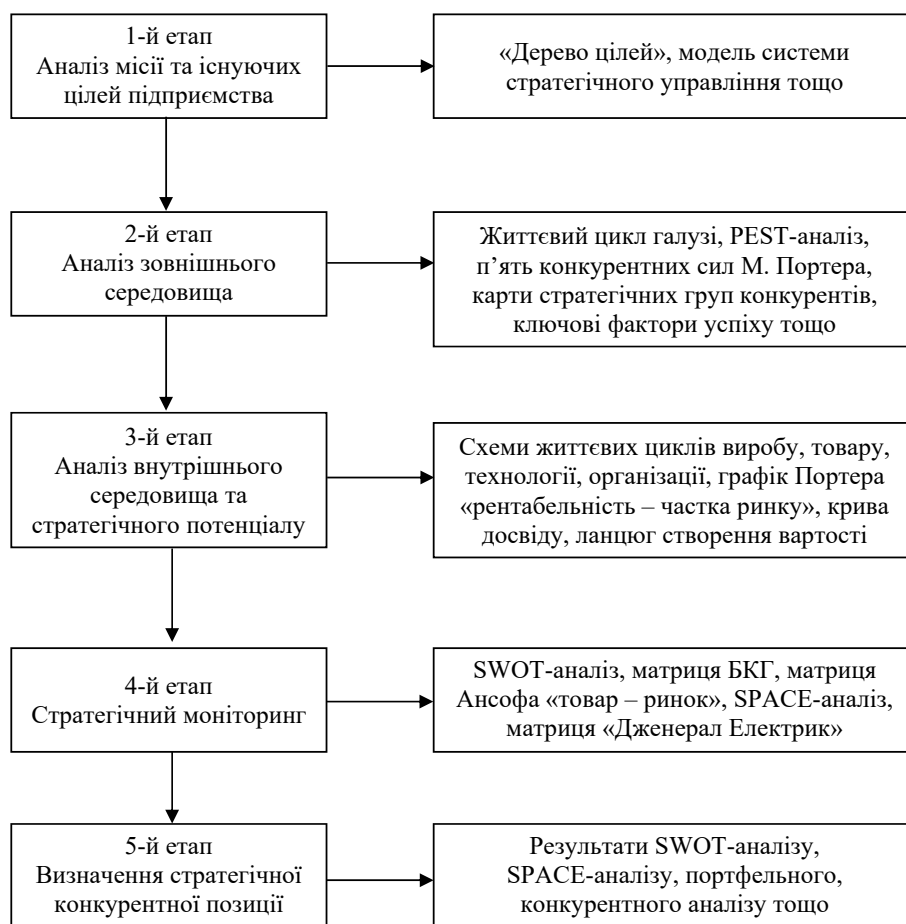 1-й етап
Аналіз місії та існуючих
цілей підприємства
«Дерево цілей», модель системи
стратегічного управління тощо
2-й етап
Аналіз зовнішнього
середовища
Життєвий цикл галузі, PEST-аналіз,
п’ять конкурентних сил М. Портера,
карти стратегічних груп конкурентів,
ключові фактори успіху тощо
3-й етап
Аналіз внутрішнього
середовища та
стратегічного потенціалу
Схеми життєвих циклів виробу, товару,
технології, організації, графік Портера
«рентабельність – частка ринку», крива
досвіду, ланцюг створення вартості
4-й етап
Стратегічний моніторинг
SWOT-аналіз, матриця БКГ, матриця
Ансофа «товар – ринок», SPACE-аналіз,
матриця «Дженерал Електрик»
5-й етап
Визначення стратегічної
конкурентної позиції
Результати SWOT-аналізу,
SPACE-аналізу, портфельного,
конкурентного аналізу тощо